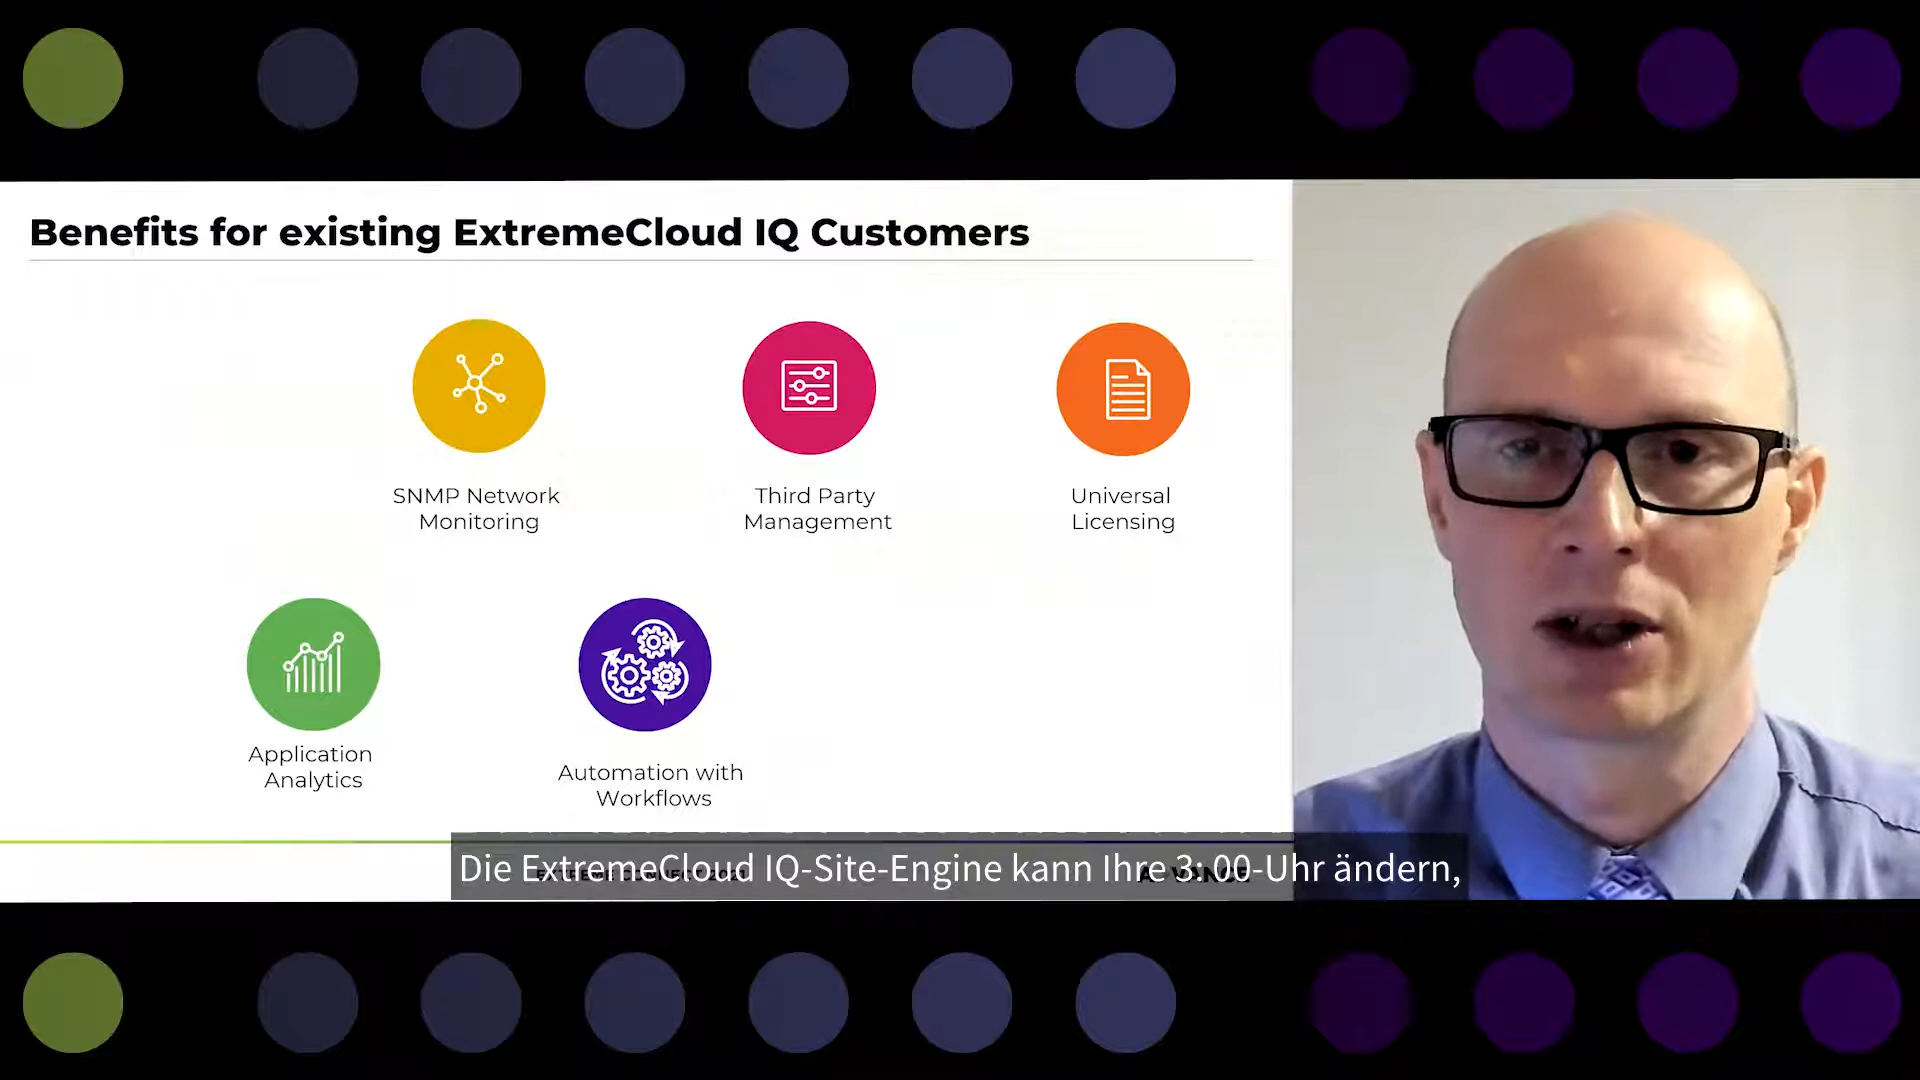 Benefits for existing ExtremeCloud IQ Customers
SNMP Network
Monitoring
Third Party
Management
Universal
Licensing
Application
Analytics
Automation with
Workflows
Die ExtremeCloud IQ-Site-Engine kann Ihre 3: 00-Uhr ändern,